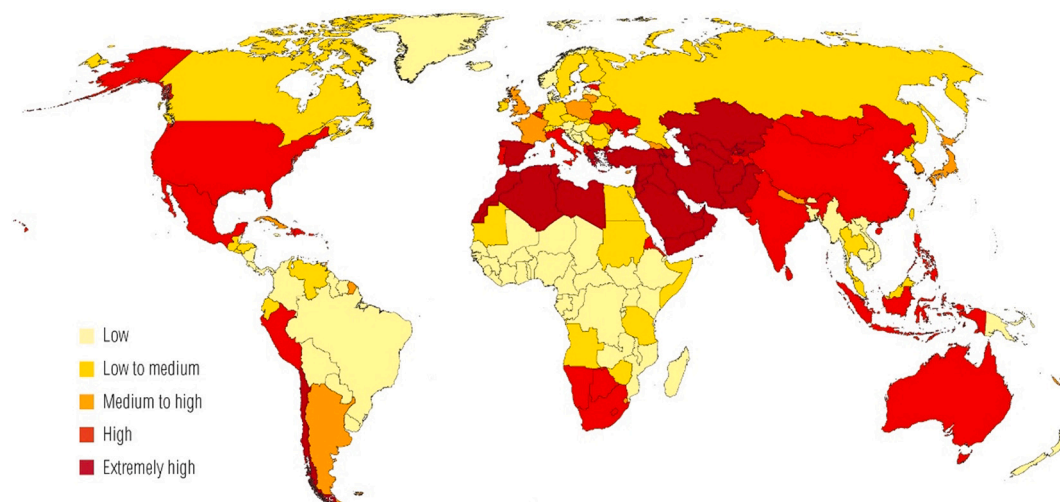 Low
Low to medium
Medium to high
High
Extremely high